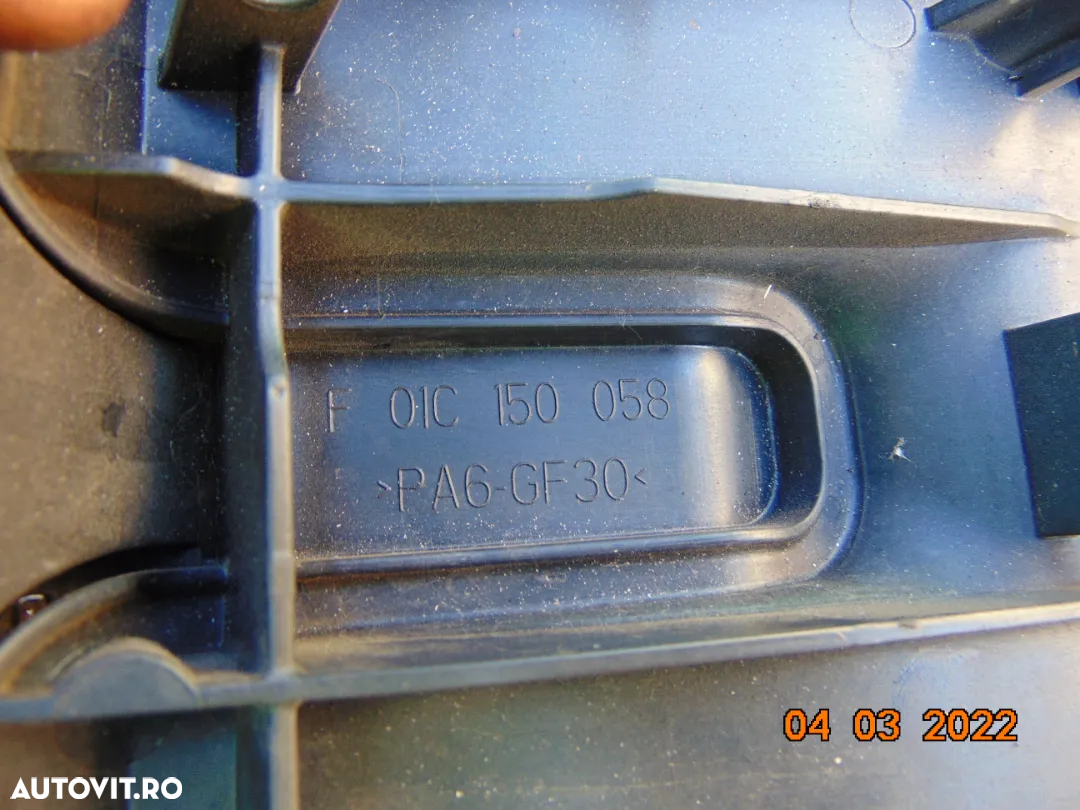 F 01C 150 058
>PA6-GF30<
04 03 2022
AUTOVIT.RO